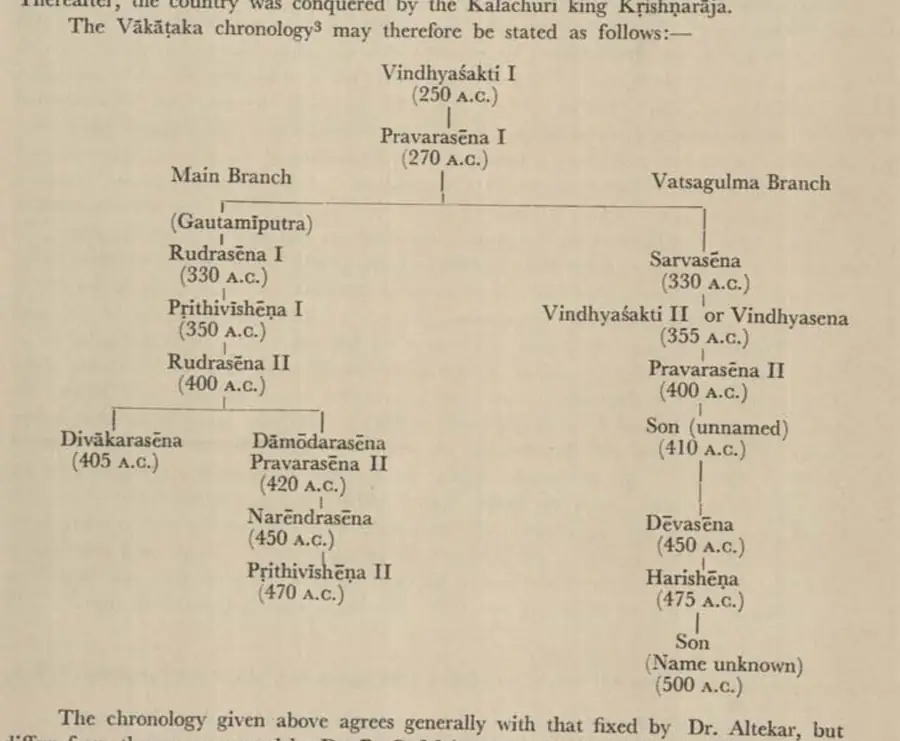 Thereafter, the country was conquered by the Kalachuri king Kṛishṇarāja.
The Vākāṭaka chronology³ may therefore be stated as follows:—
Vindhyaśakti I
(250 A.C.)
Pravarasēna I
(270 A.C.)
Main Branch
(Gautamīputra)
Rudrasēna I
(330 A.C.)
Pṛithivīshēṇa I
(350 A.C.)
Rudrasēna II
(400 A.C.)
Divākarasēna
(405 A.C.)
Dāmōdarasēna
Pravarasēna II
(420 A.C.)
Narēndrasēna
(450 A.C.)
Pṛithivīshēṇa II
(470 A.C.)
Vatsagulma Branch
Sarvasēna
(330 A.C.)
Vindhyaśakti II or Vindhyasena
(355 A.C.)
Pravarasēna II
(400 A.C.)
Son (unnamed)
(410 A.C.)
Dēvasēna
(450 A.C.)
Harishēṇa
(475 A.C.)
Son
(Name unknown)
(500 A.C.)
The chronology given above agrees generally with that fixed by Dr. Altekar, but